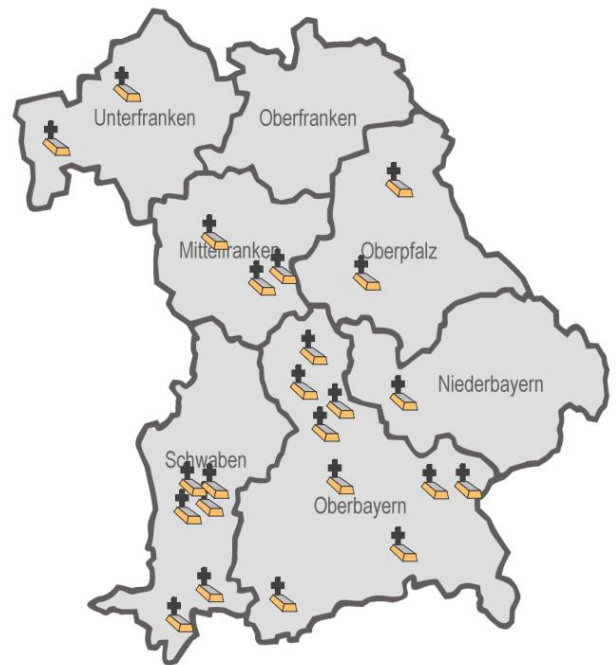 Unterfranken
Oberfranken
Mittelfranken
Oberpfalz
Niederbayern
Schwaben
Oberbayern